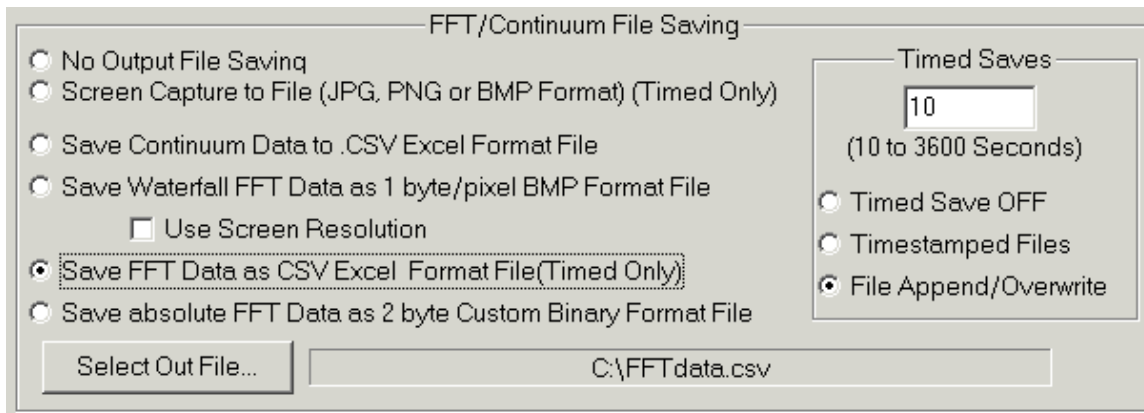 FFT/Continuum File Saving
No Output File Saving
Screen Capture to File (JPG, PNG or BMP Format) (Timed Only)
Save Continuum Data to .CSV Excel Format File
Save Waterfall FFT Data as 1 byte/pixel BMP Format File
Use Screen Resolution
Save FFT Data as CSV Excel  Format File(Timed Only)
Save absolute FFT Data as 2 byte Custom Binary Format File
Timed Saves
10
(10 to 3600 Seconds)
Timed Save OFF
Timestamped Files
File Append/Overwrite
Select Out File...
C:\FFTdata.csv